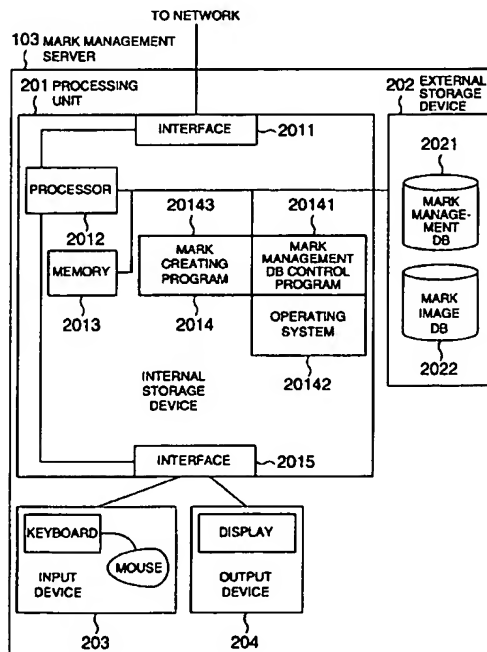 TO NETWORK
103 MARK MANAGEMENT
SERVER
201 PROCESSING
UNIT
202 EXTERNAL
STORAGE
DEVICE
INTERFACE
2011
2021
PROCESSOR
2012
20143
20141
MARK
MANAGE-
MENT
DB
MEMORY
2013
MARK
CREATING
PROGRAM
MARK
MANAGEMENT
DB CONTROL
PROGRAM
2014
OPERATING
SYSTEM
MARK
IMAGE
DB
2022
20142
INTERNAL
STORAGE
DEVICE
INTERFACE
2015
KEYBOARD
MOUSE
INPUT
DEVICE
DISPLAY
OUTPUT
DEVICE
203
204